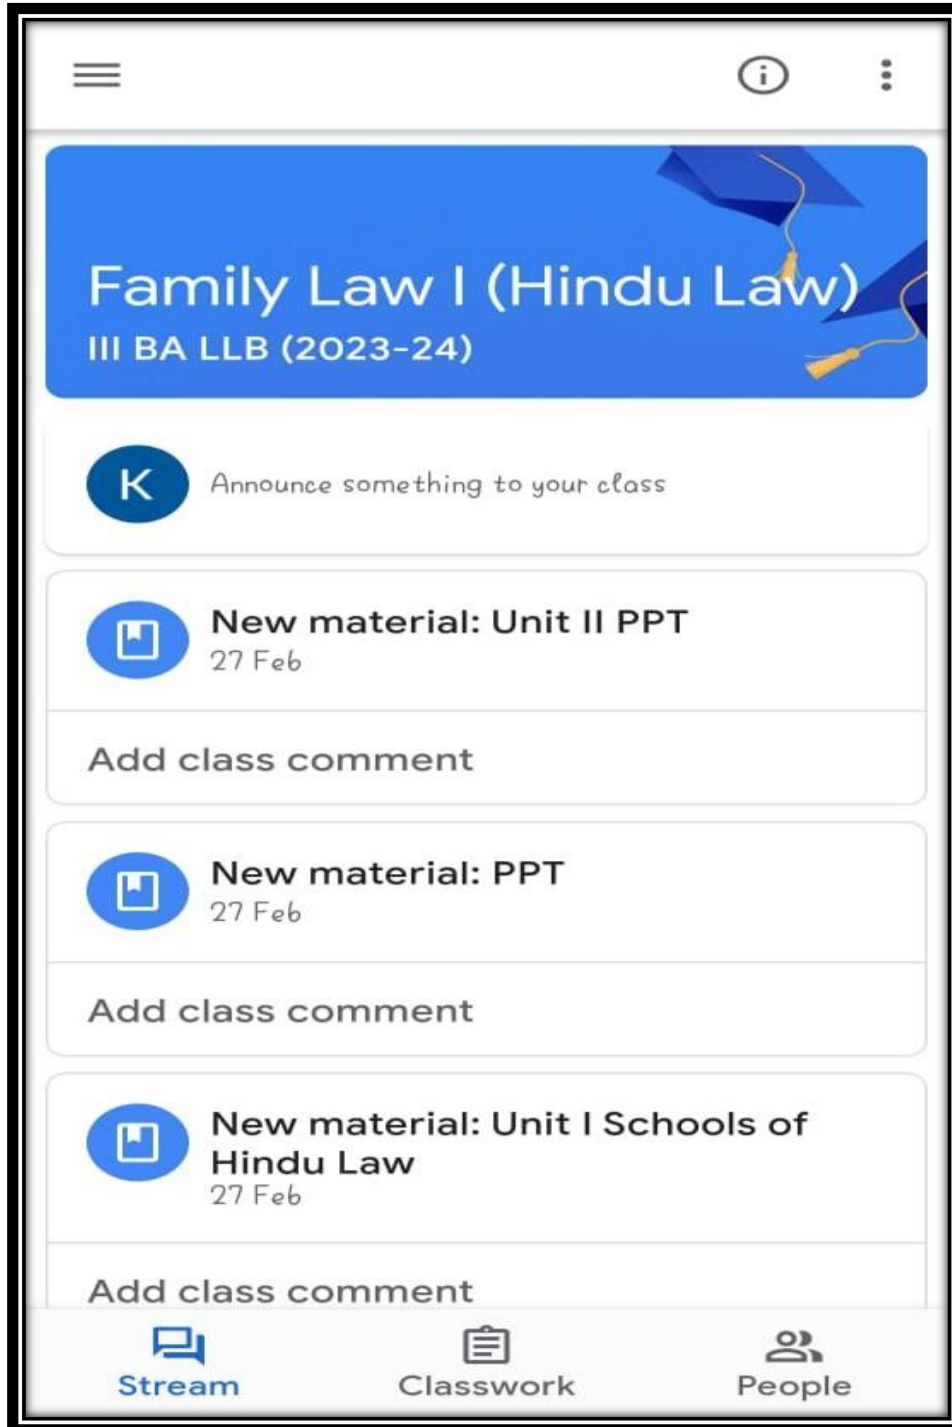 Family Law I (Hindu Law)
III BA LLB (2023-24)
K
Announce something to your class
New material: Unit II PPT
27 Feb
Add class comment
New material: PPT
27 Feb
Add class comment
New material: Unit I Schools of
Hindu Law
27 Feb
Add class comment
Stream Classwork People